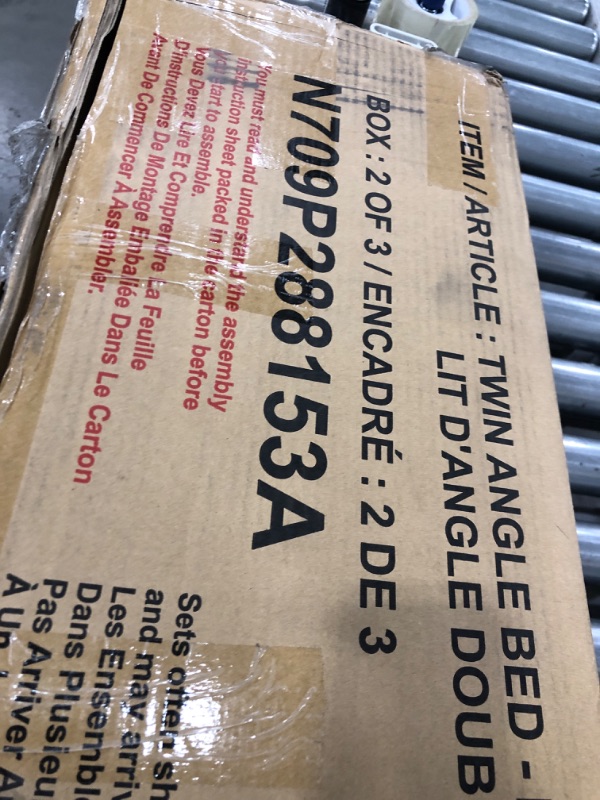 ITEM / ARTICLE : TWIN ANGLE BED -
LIT D'ANGLE DOUB
BOX : 2 OF 3 / ENCADRÉ : 2 DE 3
N709P288153A
You must read and understand the assembly
instruction sheet packed in the carton before
You start to assemble.
Vous Devez Lire Et Comprendre La Feuille
D'instructions De Montage Emballée Dans Le Carton
Avant De Commencer À Assembler.
Sets often sh
and may arriv
Les Ensembl
Dans Plusieu
Pas Arriver A
À Un